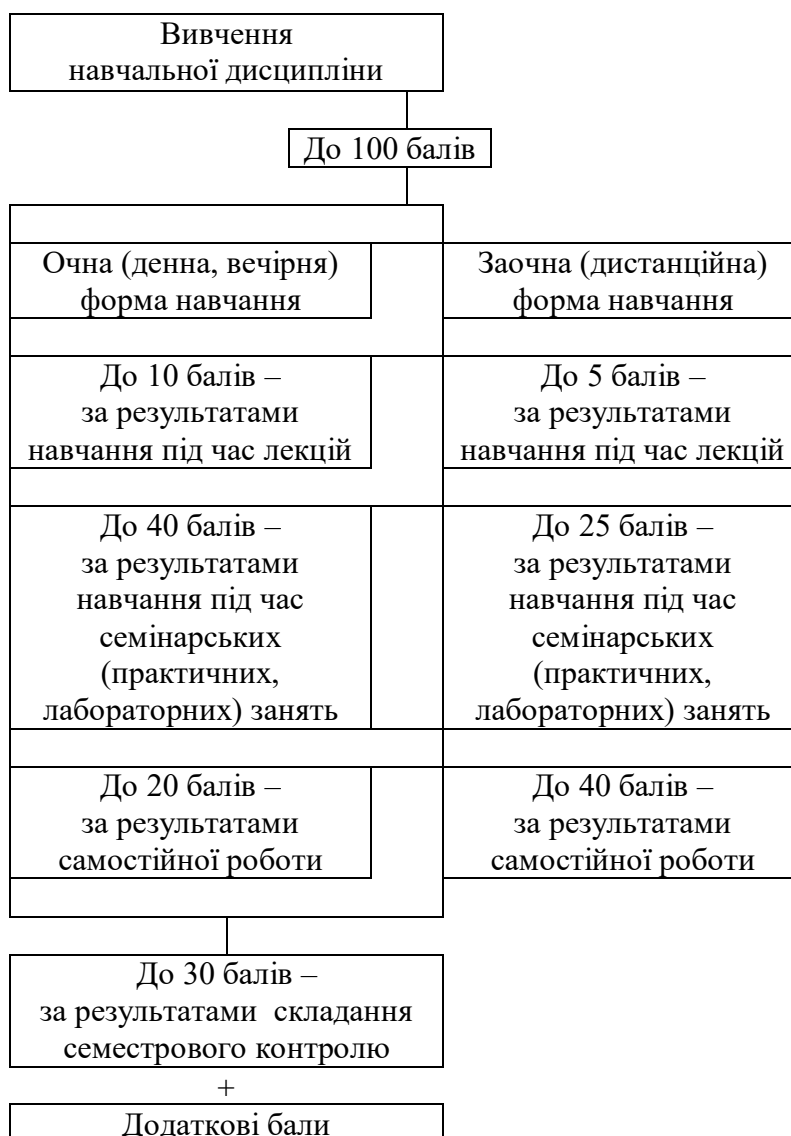 Вивчення
навчальної дисципліни
До 100 балів
Очна (денна, вечірня)
форма навчання
Заочна (дистанційна)
форма навчання
До 10 балів –
за результатами
навчання під час лекцій
До 5 балів –
за результатами
навчання під час лекцій
До 40 балів –
за результатами
навчання під час
семінарських
(практичних,
лабораторних) занять
До 25 балів –
за результатами
навчання під час
семінарських
(практичних,
лабораторних) занять
До 20 балів –
за результатами
самостійної роботи
До 40 балів –
за результатами
самостійної роботи
До 30 балів –
за результатами складання
семестрового контролю
+
Додаткові бали